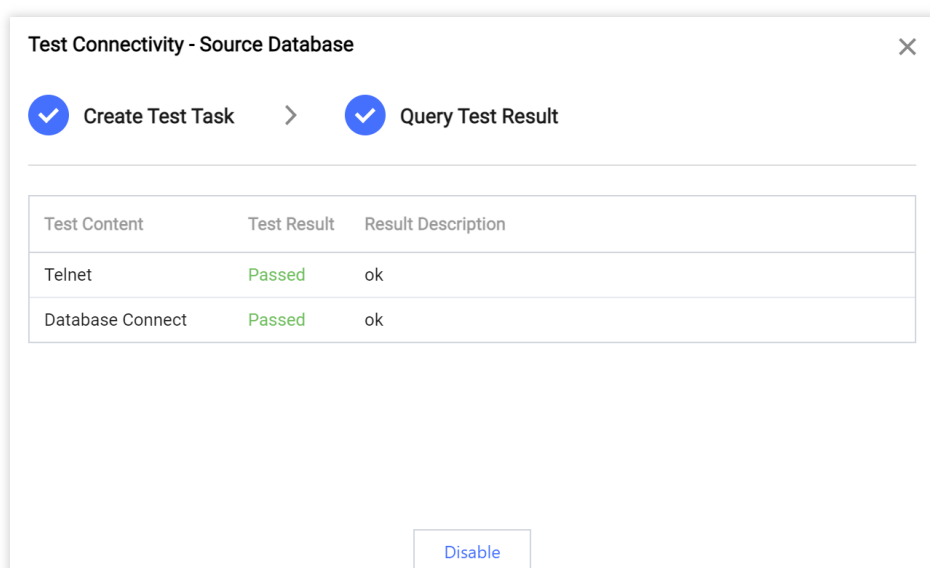 Test Connectivity - Source Database
Create Test Task
Query Test Result
Test Content Test Result Result Description
Telnet Passed ok
Database Connect Passed ok
Disable